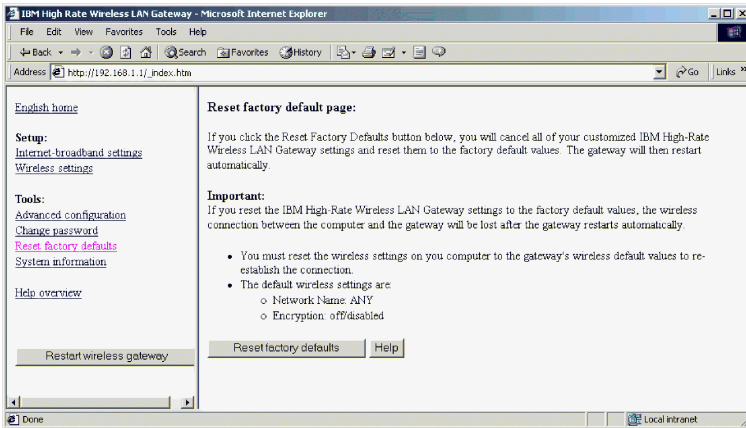 IBM High Rate Wireless LAN Gateway - Microsoft Internet Explorer
File Edit View Favorites Tools Help
Back Search Favorites History
Address http://192.168.1.1/_index.htm Go Links »
English home
Setup:
Internet-broadband settings
Wireless settings
Tools:
Advanced configuration
Change password
Reset factory defaults
System information
Help overview
Restart wireless gateway
Reset factory default page:
If you click the Reset Factory Defaults button below, you will cancel all of your customized IBM High-Rate
Wireless LAN Gateway settings and reset them to the factory default values. The gateway will then restart
automatically.
Important:
If you reset the IBM High-Rate Wireless LAN Gateway settings to the factory default values, the wireless
connection between the computer and the gateway will be lost after the gateway restarts automatically.
• You must reset the wireless settings on you computer to the gateway's wireless default values to re-
establish the connection.
• The default wireless settings are:
o Network Name: ANY
o Encryption: off/disabled
Reset factory defaults Help
Done Local intranet